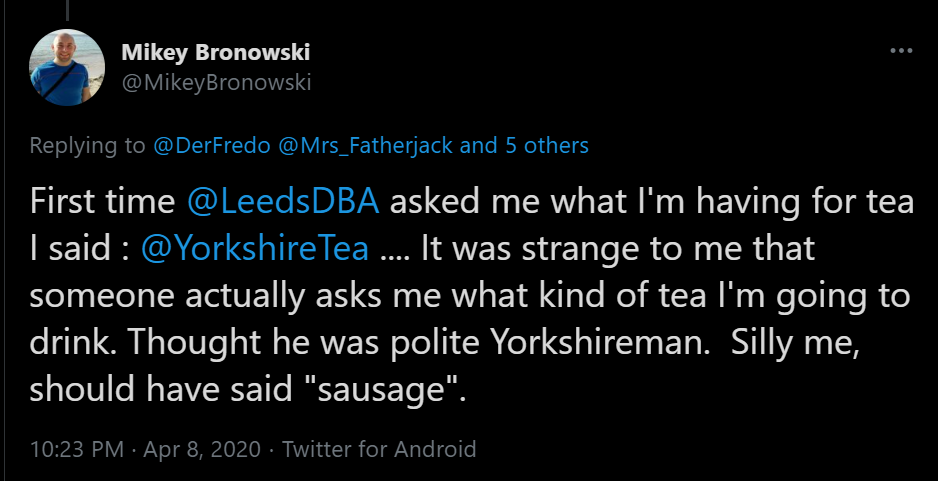 Mikey Bronowski
@MikeyBronowski
Replying to @DerFredo @Mrs_Fatherjack and 5 others
First time @LeedsDBA asked me what I'm having for tea
I said : @YorkshireTea .... It was strange to me that
someone actually asks me what kind of tea I'm going to
drink. Thought he was polite Yorkshireman.  Silly me,
should have said "sausage".
10:23 PM · Apr 8, 2020 · Twitter for Android